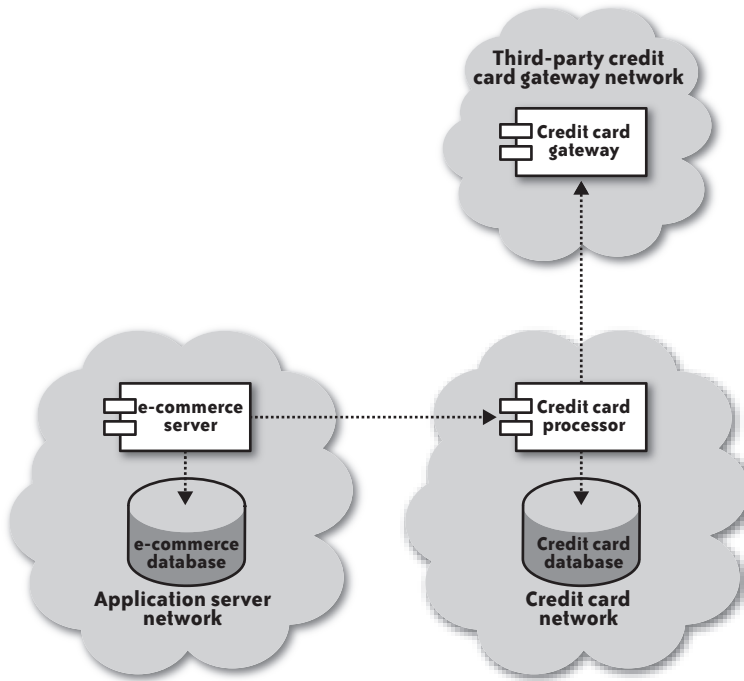 Third-party credit
card gateway network
Credit card
gateway
e-commerce
server
Credit card
processor
e-commerce
database
Credit card
database
Application server
network
Credit card
network